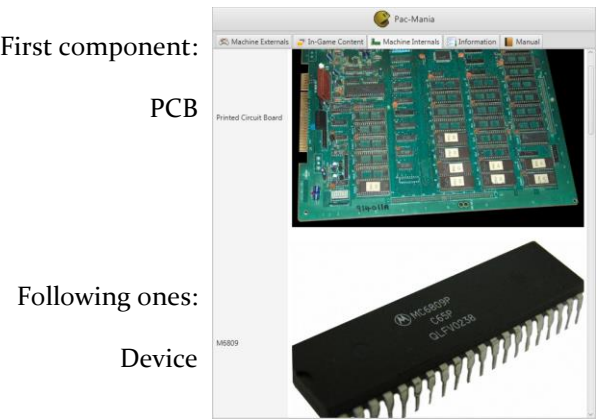 Pac-Mania
Machine Externals In-Game Content Machine Internals Information Manual
First component:
PCB
Printed Circuit Board
Following ones:
Device
M6809
MC6809P
C65P
QLFV0238